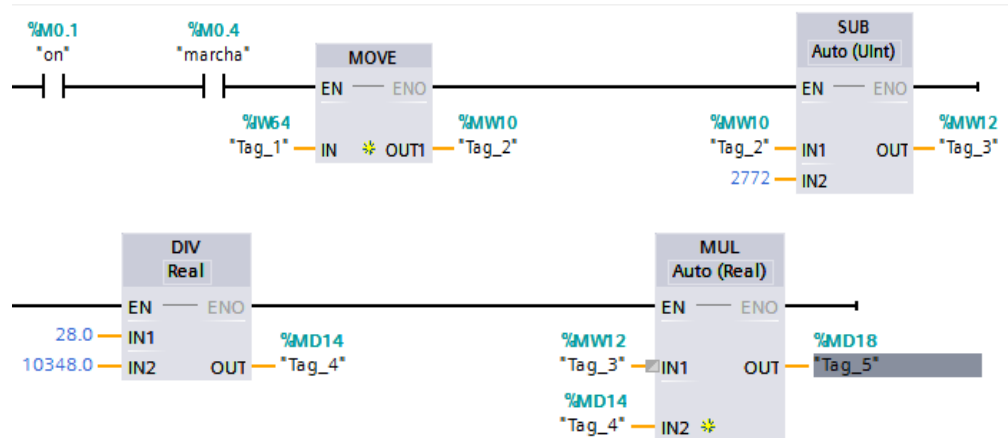 %M0.1
"on"
%M0.4
"marcha"
MOVE
EN ENO
%IW64
"Tag_1"
IN OUT1
%MW10
"Tag_2"
SUB
Auto (UInt)
EN ENO
%MW10
"Tag_2"
IN1 OUT
%MW12
"Tag_3"
2772 IN2
DIV
Real
EN ENO
28.0 IN1
10348.0 IN2 OUT
%MD14
"Tag_4"
MUL
Auto (Real)
EN ENO
%MW12
"Tag_3"
IN1 OUT
%MD18
"Tag_5"
%MD14
"Tag_4"
IN2